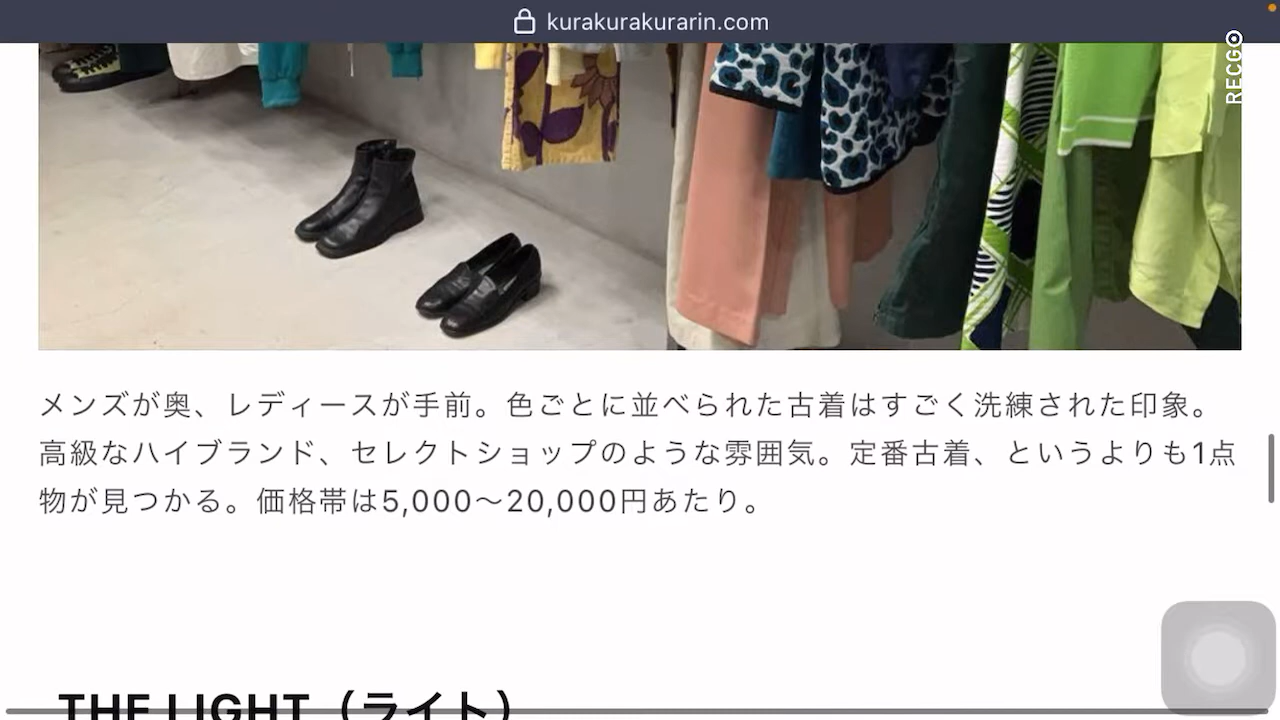 kurakurakurarin.com
RECGO
メンズが奥、レディースが手前。色ごとに並べられた古着はすごく洗練された印象。
高級なハイブランド、セレクトショップのような雰囲気。定番古着、というよりも1点
物が見つかる。価格帯は5,000〜20,000円あたり。
THE LIGHT（ライト）